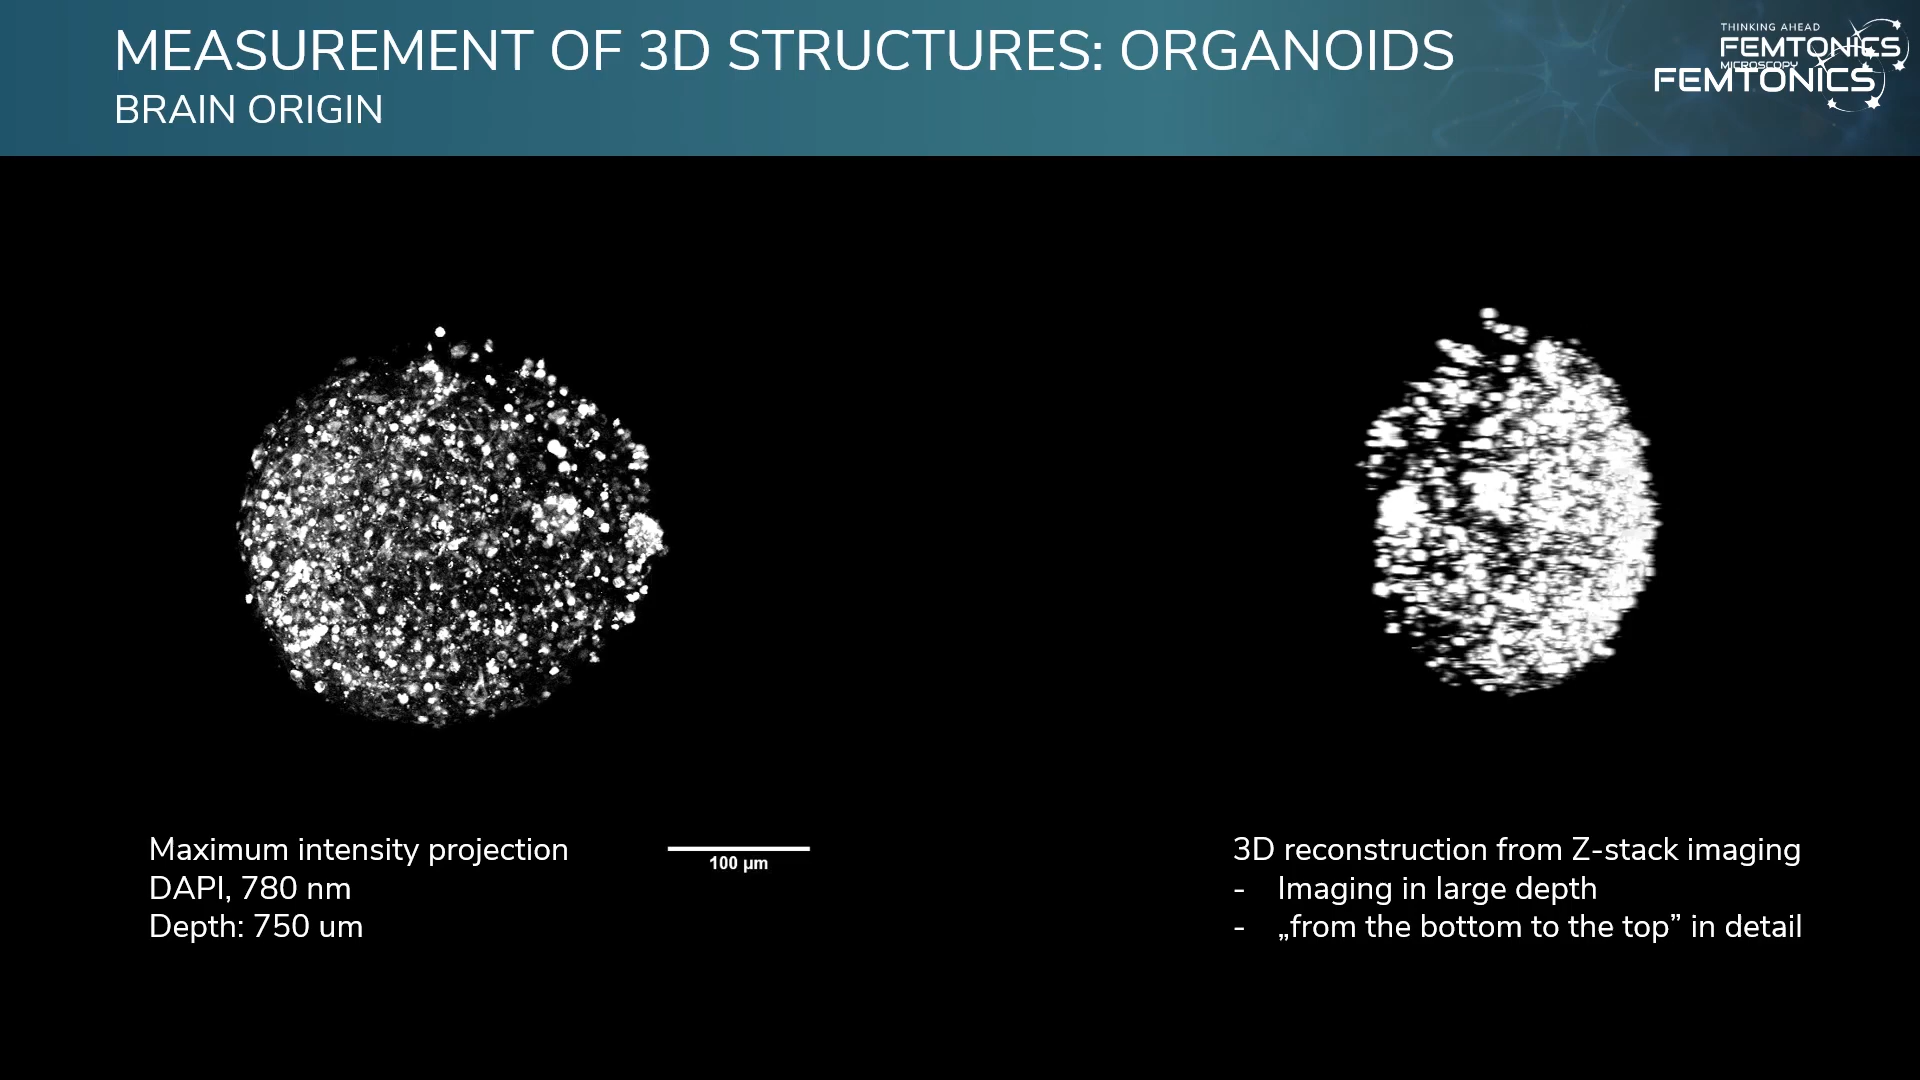 MEASUREMENT OF 3D STRUCTURES: ORGANOIDS
BRAIN ORIGIN
THINKING AHEAD
FEMTONICS
MICROSCOPY
FEMTONICS
Maximum intensity projection
DAPI, 780 nm
Depth: 750 um
100 µm
3D reconstruction from Z-stack imaging
- Imaging in large depth
- „from the bottom to the top” in detail